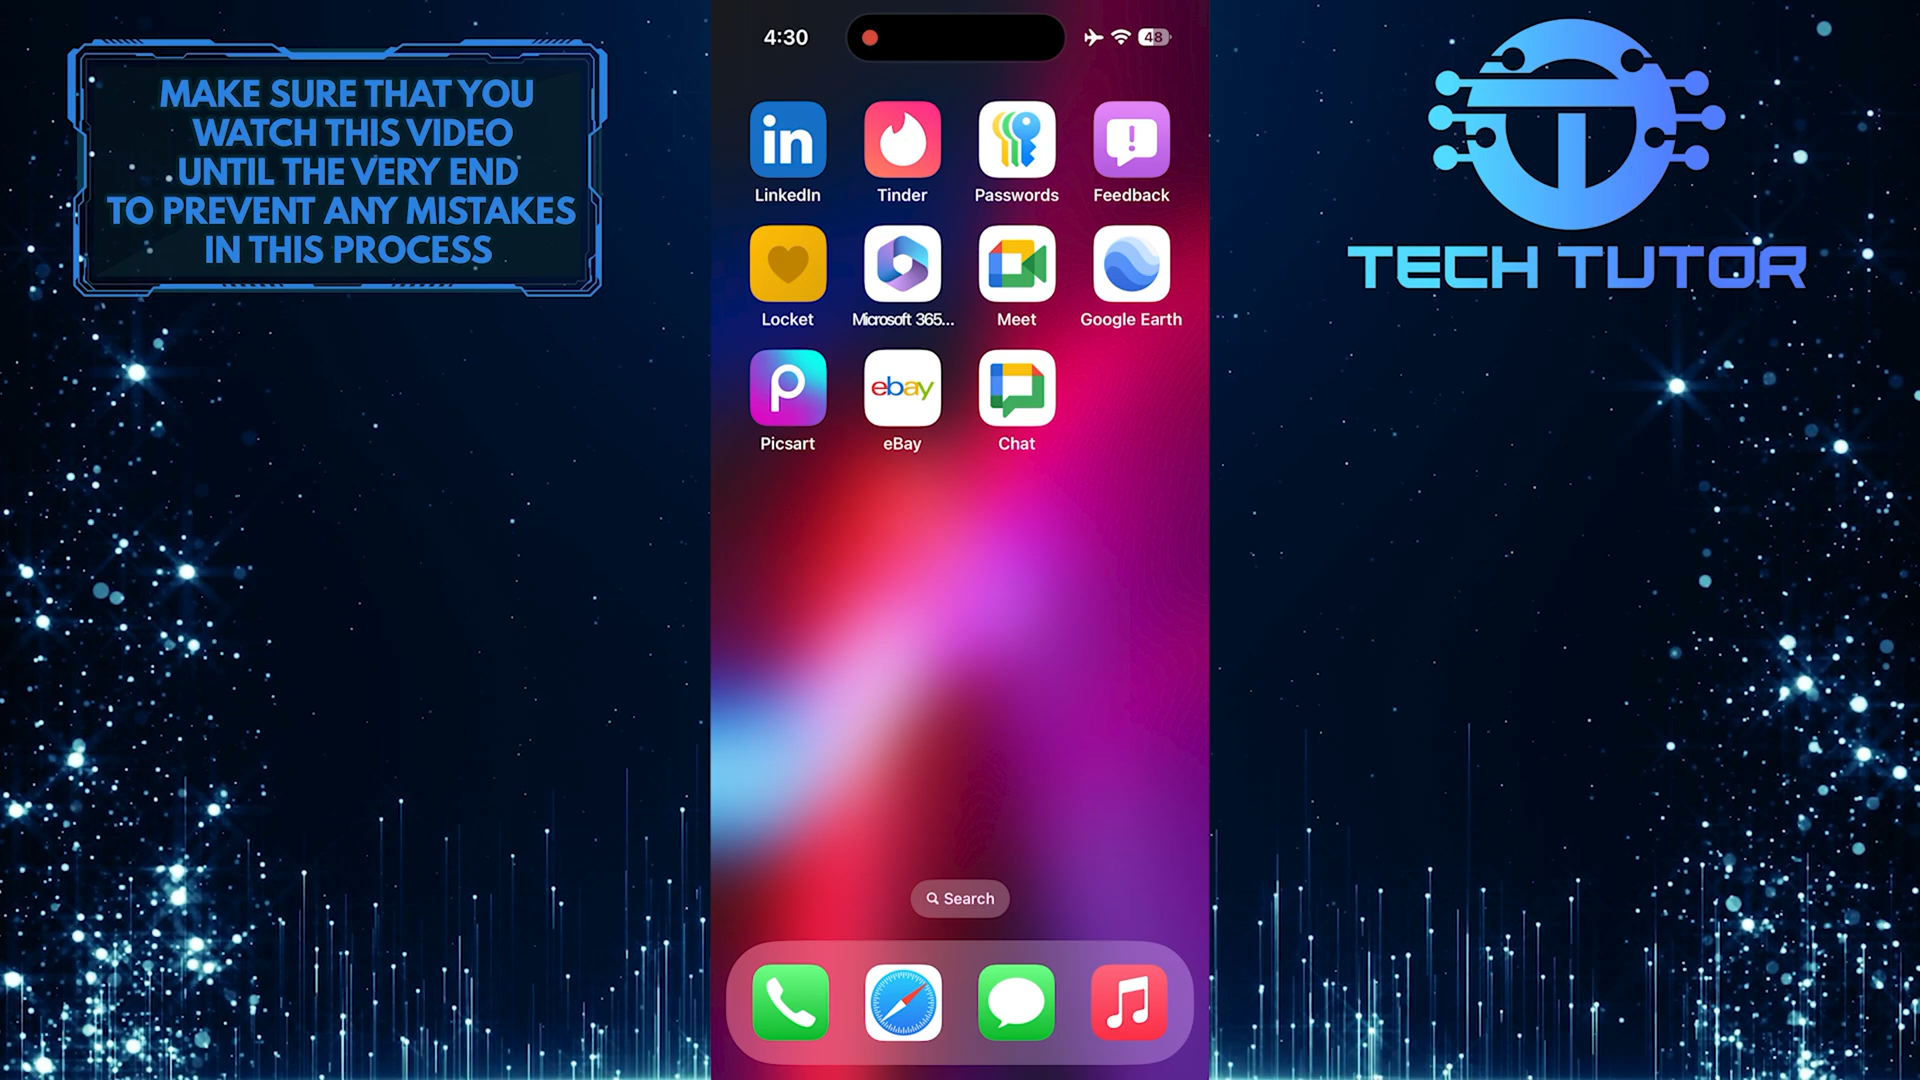 MAKE SURE THAT YOU
WATCH THIS VIDEO
UNTIL THE VERY END
TO PREVENT ANY MISTAKES
IN THIS PROCESS
4:30
48
in
LinkedIn
Tinder
Passwords
Feedback
Locket
Microsoft 365...
Meet
Google Earth
ebay
Picsart
eBay
Chat
Search
TECH TUTOR